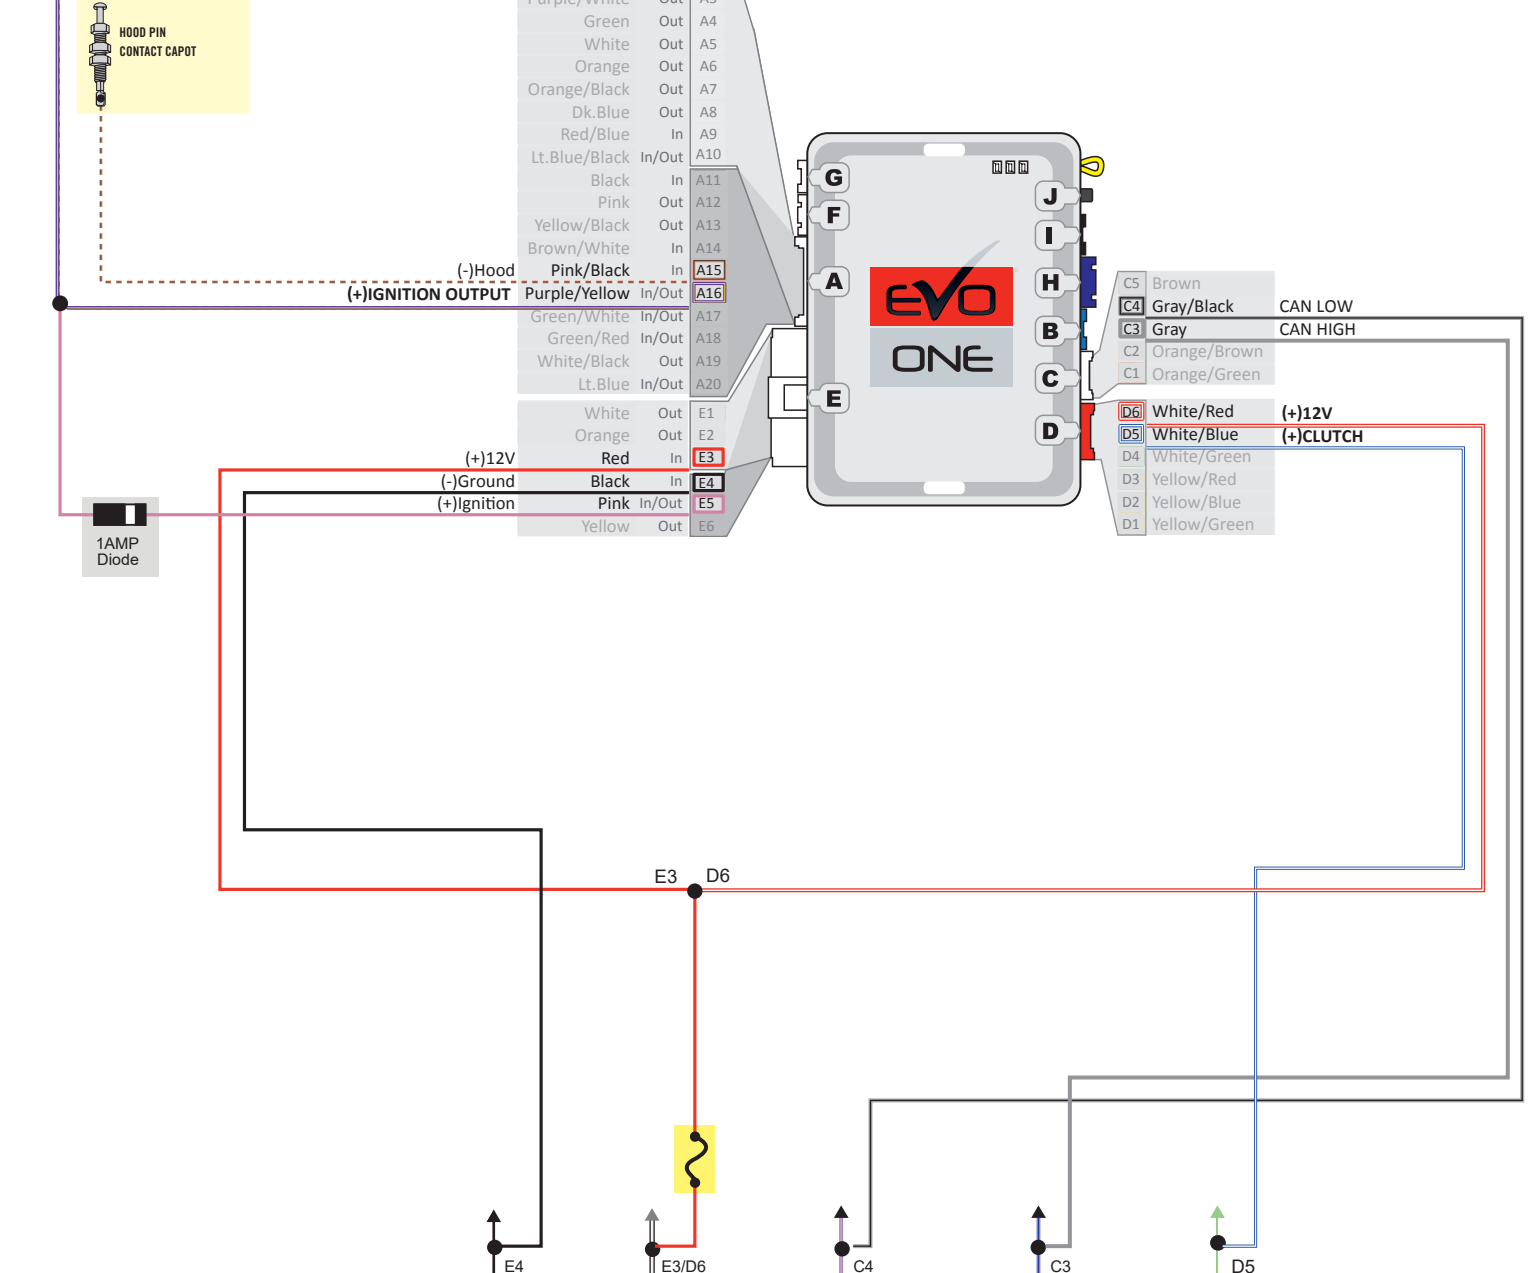 HOOD PIN
CONTACT CAPOT
Purple/White Out A3
Green Out A4
White Out A5
Orange Out A6
Orange/Black Out A7
Dk.Blue Out A8
Red/Blue In A9
Lt.Blue/Black In/Out A10
Black In A11
Pink Out A12
Yellow/Black Out A13
Brown/White In A14
(-)Hood Pink/Black In A15
(+)IGNITION OUTPUT Purple/Yellow In/Out A16
Green/White In/Out A17
Green/Red In/Out A18
White/Black Out A19
Lt.Blue In/Out A20
White Out E1
Orange Out E2
(+)12V Red In E3
(-)Ground Black In E4
(+)Ignition Pink In/Out E5
Yellow Out E6
1AMP
Diode
G
F
A
E
J
I
H
B
C
D
EVO
ONE
C5 Brown
C4 Gray/Black CAN LOW
C3 Gray CAN HIGH
C2 Orange/Brown
C1 Orange/Green
D6 White/Red (+)12V
D5 White/Blue (+)CLUTCH
D4 White/Green
D3 Yellow/Red
D2 Yellow/Blue
D1 Yellow/Green
E3 D6
E4
E3/D6
C4
C3
D5